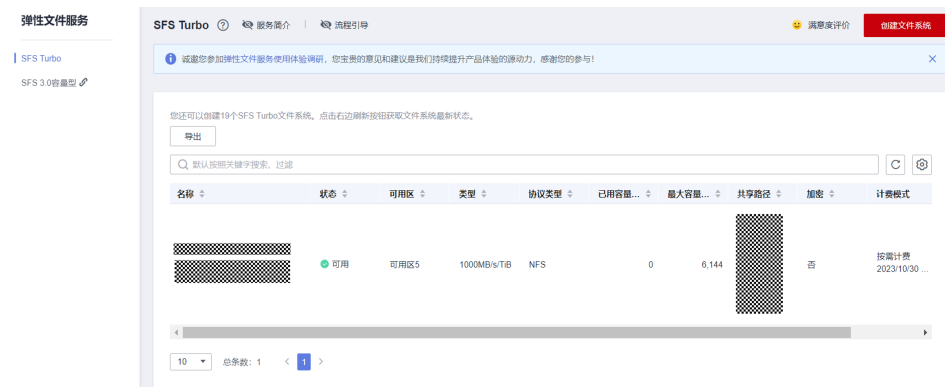 弹性文件服务
SFS Turbo
SFS 3.0容量型
SFS Turbo 服务简介 流程引导 满意度评价 创建文件系统
诚邀您参加弹性文件服务使用体验调研，您宝贵的意见和建议是我们持续提升产品体验的源动力，感谢您的参与！
您还可以创建19个SFS Turbo文件系统。点击右边刷新按钮获取文件系统最新状态。
导出
默认按照关键字搜索、过滤
名称 状态 可用区 类型 协议类型 已用容量... 最大容量... 共享路径 加密 计费模式
可用 可用区5 1000MB/s/TiB NFS 0 6,144 否 按需计费
2023/10/30 ...
10 总条数：1 1